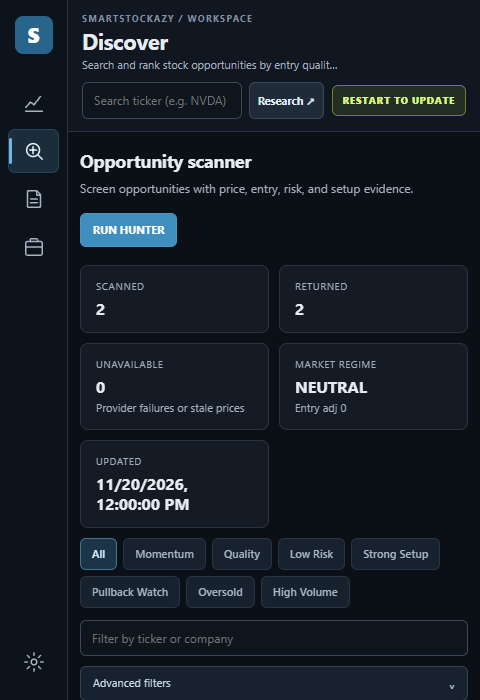 S
SMARTSTOCKAZY / WORKSPACE
Discover
Search and rank stock opportunities by entry qualit...
Search ticker (e.g. NVDA)
Research ↗
RESTART TO UPDATE
Opportunity scanner
Screen opportunities with price, entry, risk, and setup evidence.
RUN HUNTER
SCANNED
2
RETURNED
2
UNAVAILABLE
0
Provider failures or stale prices
MARKET REGIME
NEUTRAL
Entry adj 0
UPDATED
11/20/2026,
12:00:00 PM
All
Momentum
Quality
Low Risk
Strong Setup
Pullback Watch
Oversold
High Volume
Filter by ticker or company
Advanced filters
v